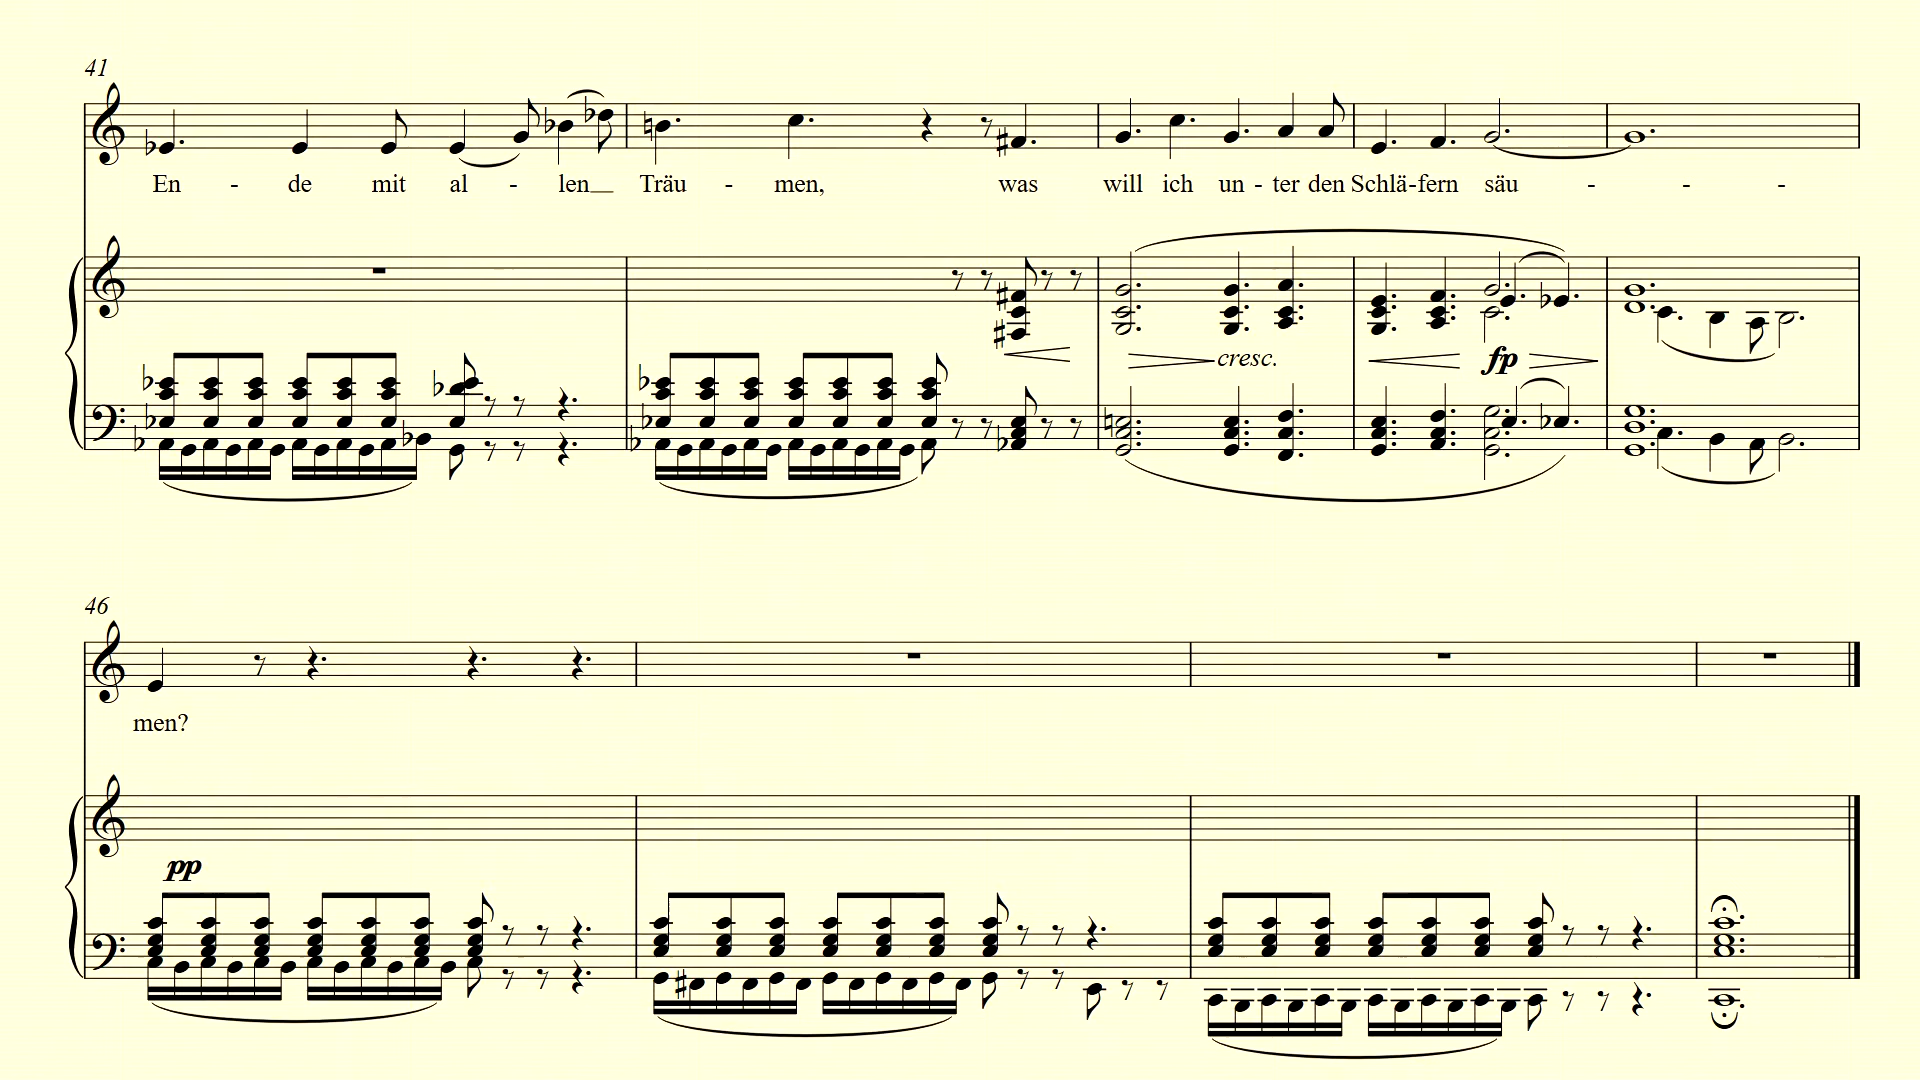 41
En - de mit al - len__ Träu - men, was will ich un - ter den Schlä-fern säu - - -
cresc.
fp
46
men?
pp